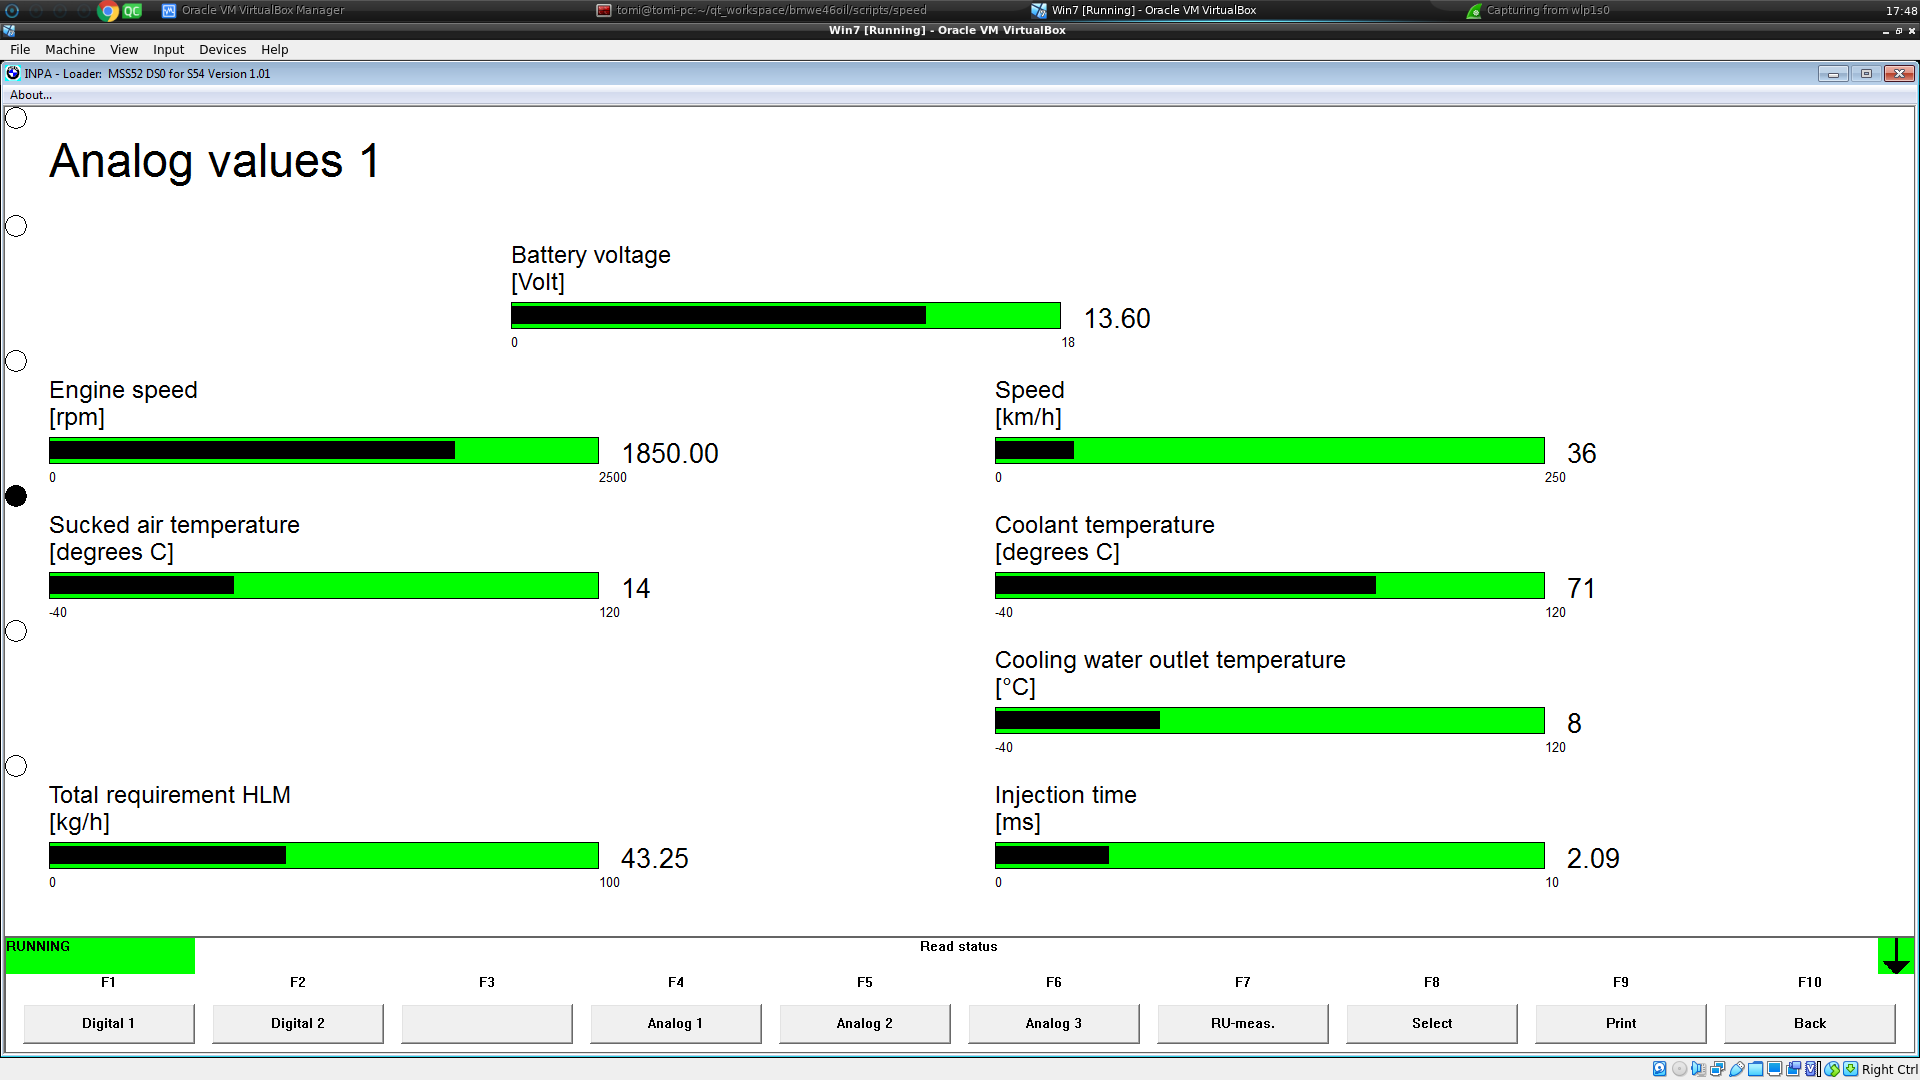 QC
Oracle VM VirtualBox Manager
tomi@tomi-pc:~/qt_workspace/bmwe46oil/scripts/speed
Win7 [Running] - Oracle VM VirtualBox
Capturing from wlp1s0
17:48
Win7 [Running] - Oracle VM VirtualBox
File Machine View Input Devices Help
INPA - Loader: MSS52 DS0 for S54 Version 1.01
About...
Analog values 1
Battery voltage
[Volt]
13.60
0 18
Engine speed
[rpm]
1850.00
0 2500
Speed
[km/h]
36
0 250
Sucked air temperature
[degrees C]
14
-40 120
Coolant temperature
[degrees C]
71
-40 120
Cooling water outlet temperature
[°C]
8
-40 120
Total requirement HLM
[kg/h]
43.25
0 100
Injection time
[ms]
2.09
0 10
RUNNING
Read status
F1 F2 F3 F4 F5 F6 F7 F8 F9 F10
Digital 1 Digital 2 Analog 1 Analog 2 Analog 3 RU-meas. Select Print Back
Right Ctrl